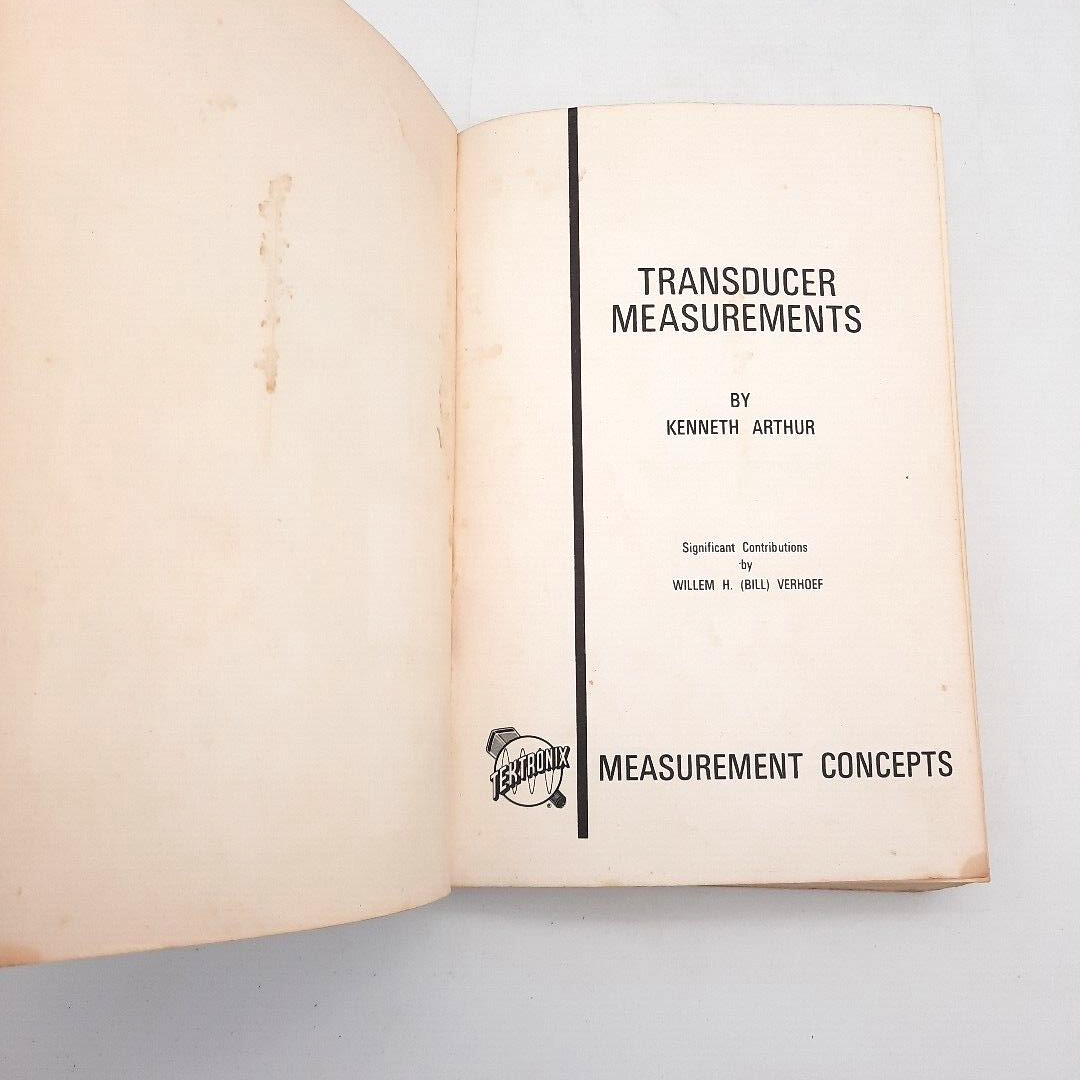 TRANSDUCER
MEASUREMENTS
BY
KENNETH ARTHUR
Significant Contributions
by
WILLEM H. (BILL) VERHOEF
TEKTRONIX
®
MEASUREMENT CONCEPTS